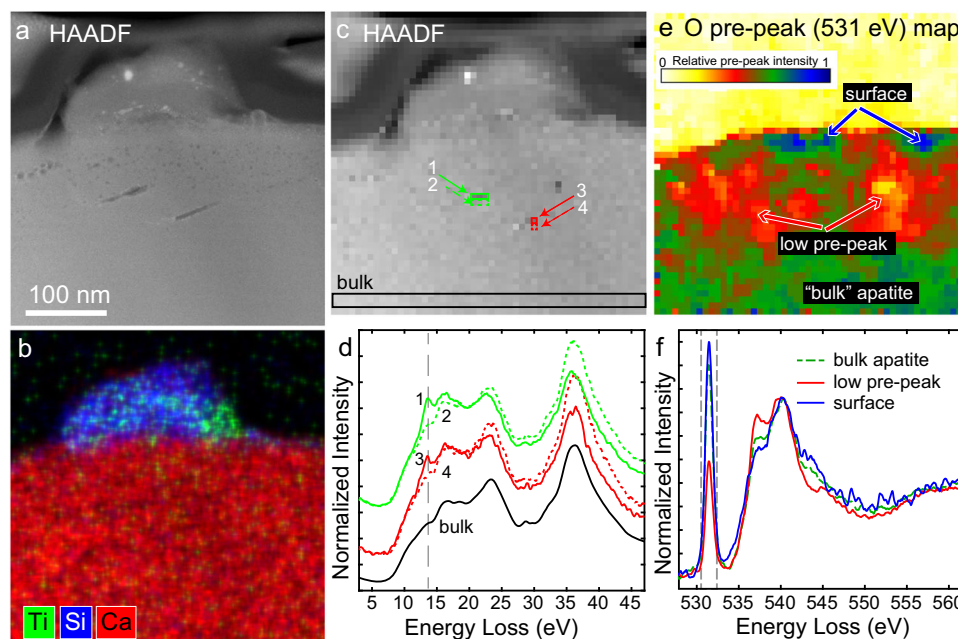 a
HAADF
100 nm
b
Ti Si Ca
c
HAADF
1
2
3
4
bulk
d
1
2
3
4
bulk
Normalized Intensity
5 10 15 20 25 30 35 40 45
Energy Loss (eV)
e O pre-peak (531 eV) map
0 Relative pre-peak intensity 1
surface
low pre-peak
“bulk” apatite
f
bulk apatite
low pre-peak
surface
Normalized Intensity
530 535 540 545 550 555 560
Energy Loss (eV)